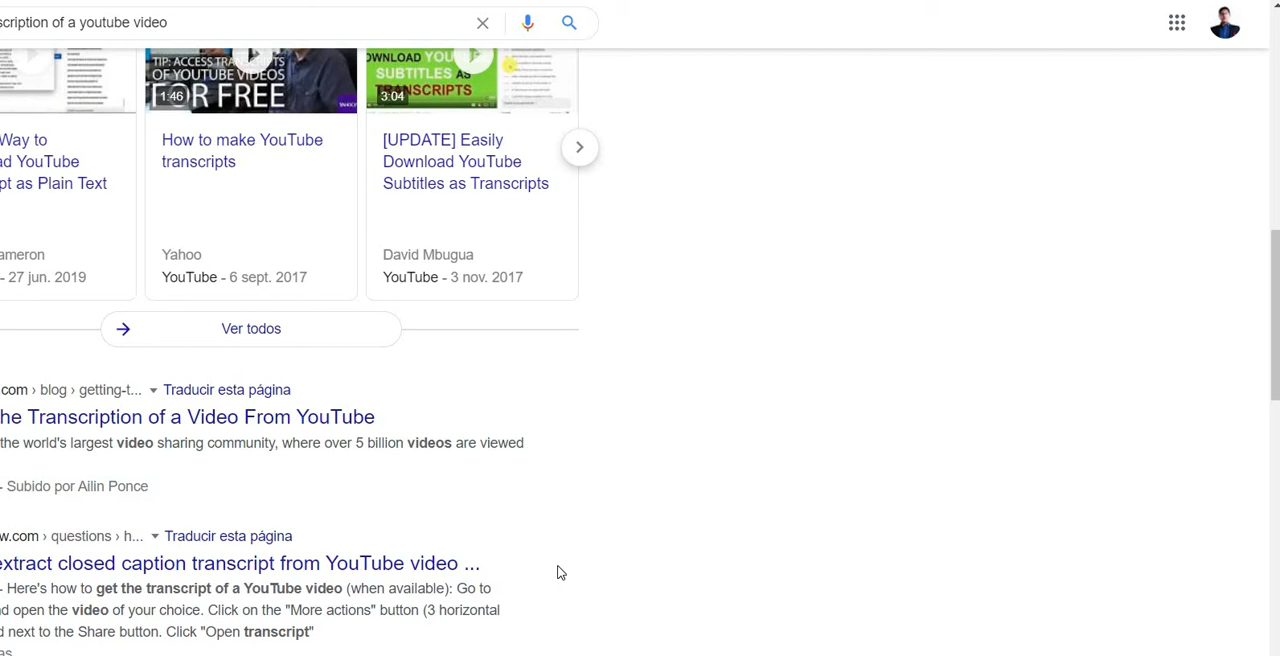 scription of a youtube video
TIP: ACCESS TRANSCRIPTS
OF YOUTUBE VIDEOS
FOR FREE
1:46
YAHOO!
DOWNLOAD YOU
SUBTITLES AS
TRANSCRIPTS
3:04
Way to
ad YouTube
pt as Plain Text
How to make YouTube
transcripts
[UPDATE] Easily
Download YouTube
Subtitles as Transcripts
ameron
- 27 jun. 2019
Yahoo
YouTube - 6 sept. 2017
David Mbugua
YouTube - 3 nov. 2017
Ver todos
.com › blog › getting-t... Traducir esta página
he Transcription of a Video From YouTube
the world's largest video sharing community, where over 5 billion videos are viewed
- Subido por Ailin Ponce
w.com › questions › h... Traducir esta página
extract closed caption transcript from YouTube video ...
- Here's how to get the transcript of a YouTube video (when available): Go to
d open the video of your choice. Click on the "More actions" button (3 horizontal
d next to the Share button. Click "Open transcript"
as